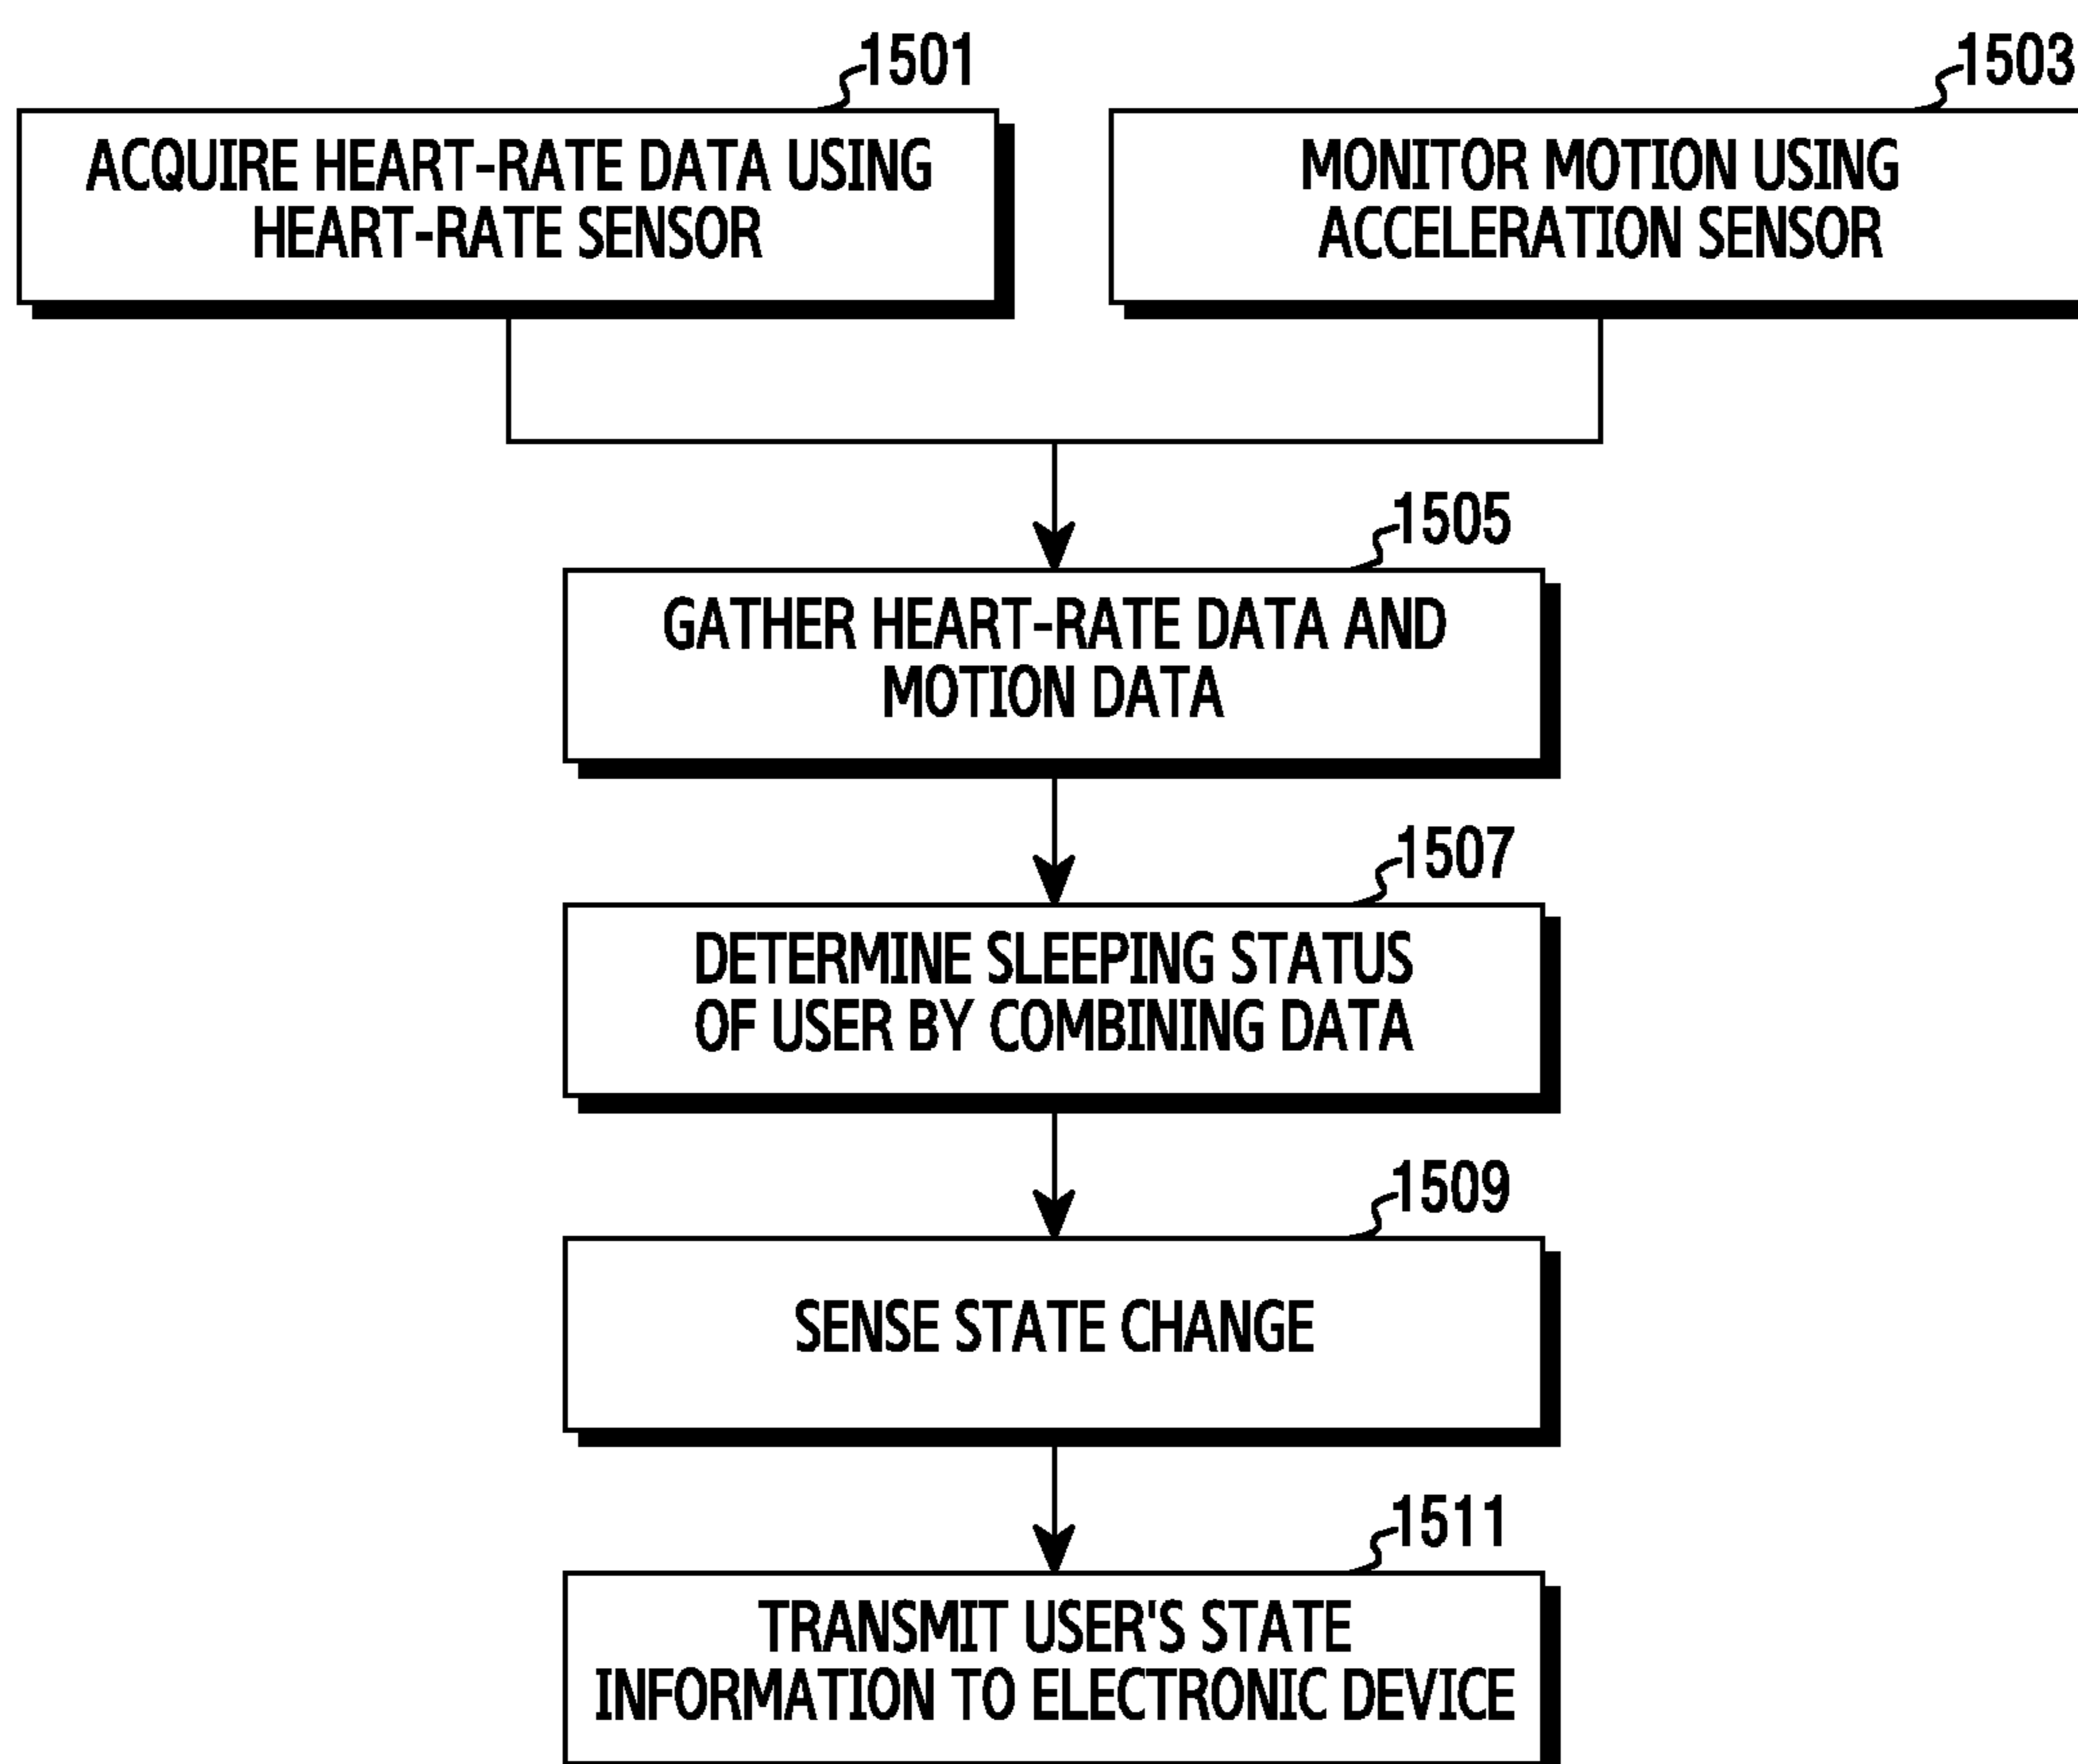 1501
ACQUIRE HEART-RATE DATA USING
HEART-RATE SENSOR
1503
MONITOR MOTION USING
ACCELERATION SENSOR
1505
GATHER HEART-RATE DATA AND
MOTION DATA
1507
DETERMINE SLEEPING STATUS
OF USER BY COMBINING DATA
1509
SENSE STATE CHANGE
1511
TRANSMIT USER'S STATE
INFORMATION TO ELECTRONIC DEVICE